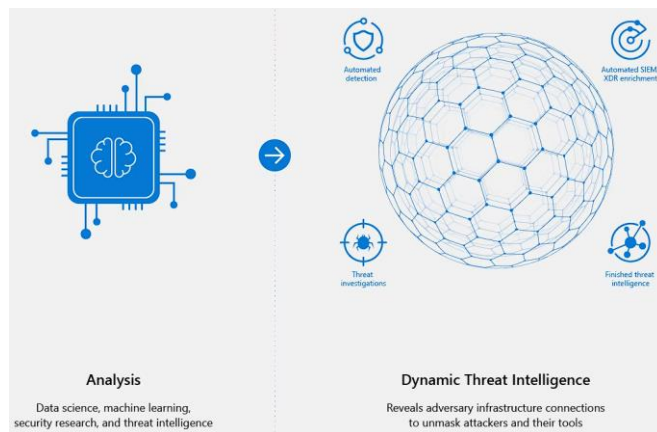 Automated
detection
Automated SIEM,
XDR enrichment
Threat
investigations
Finished threat
intelligence
Analysis
Data science, machine learning,
security research, and threat intelligence
Dynamic Threat Intelligence
Reveals adversary infrastructure connections
to unmask attackers and their tools